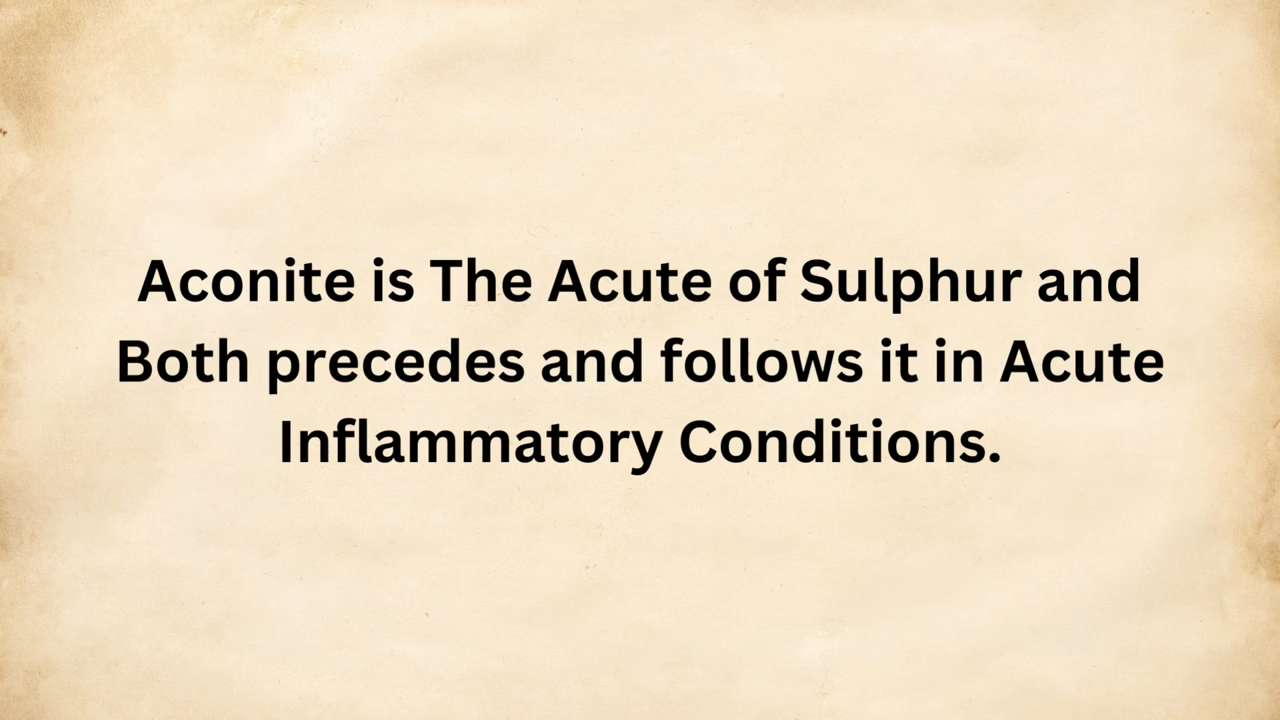 Aconite is The Acute of Sulphur and
Both precedes and follows it in Acute
Inflammatory Conditions.